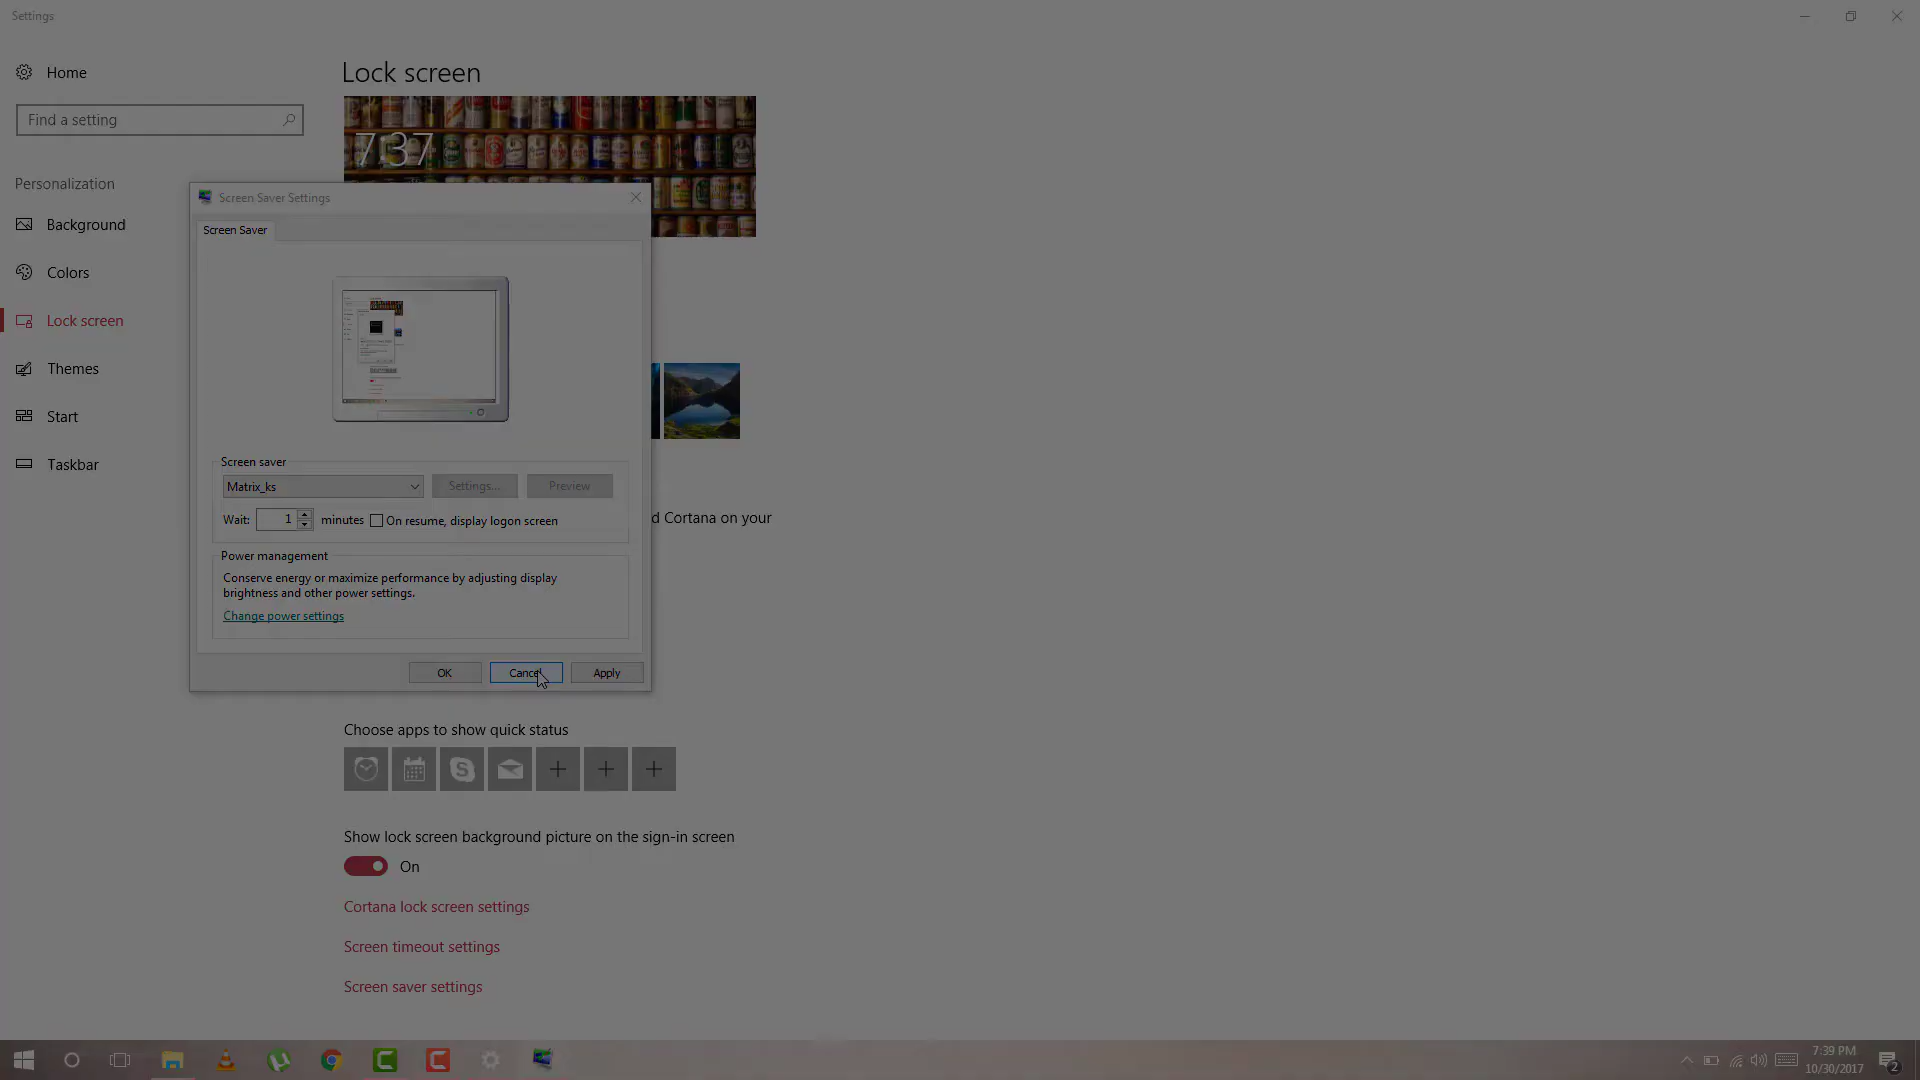 Settings
Home
Lock screen
Find a setting
7:37
Personalization
Background
Colors
Lock screen
Themes
Start
Taskbar
Screen Saver Settings
Screen Saver
Screen saver
Matrix_ks
Settings...
Preview
Wait:
1
minutes
On resume, display logon screen
Power management
Conserve energy or maximize performance by adjusting display
brightness and other power settings.
Change power settings
OK
Cancel
Apply
d Cortana on your
Choose apps to show quick status
Show lock screen background picture on the sign-in screen
On
Cortana lock screen settings
Screen timeout settings
Screen saver settings
7:39 PM
10/30/2017
2